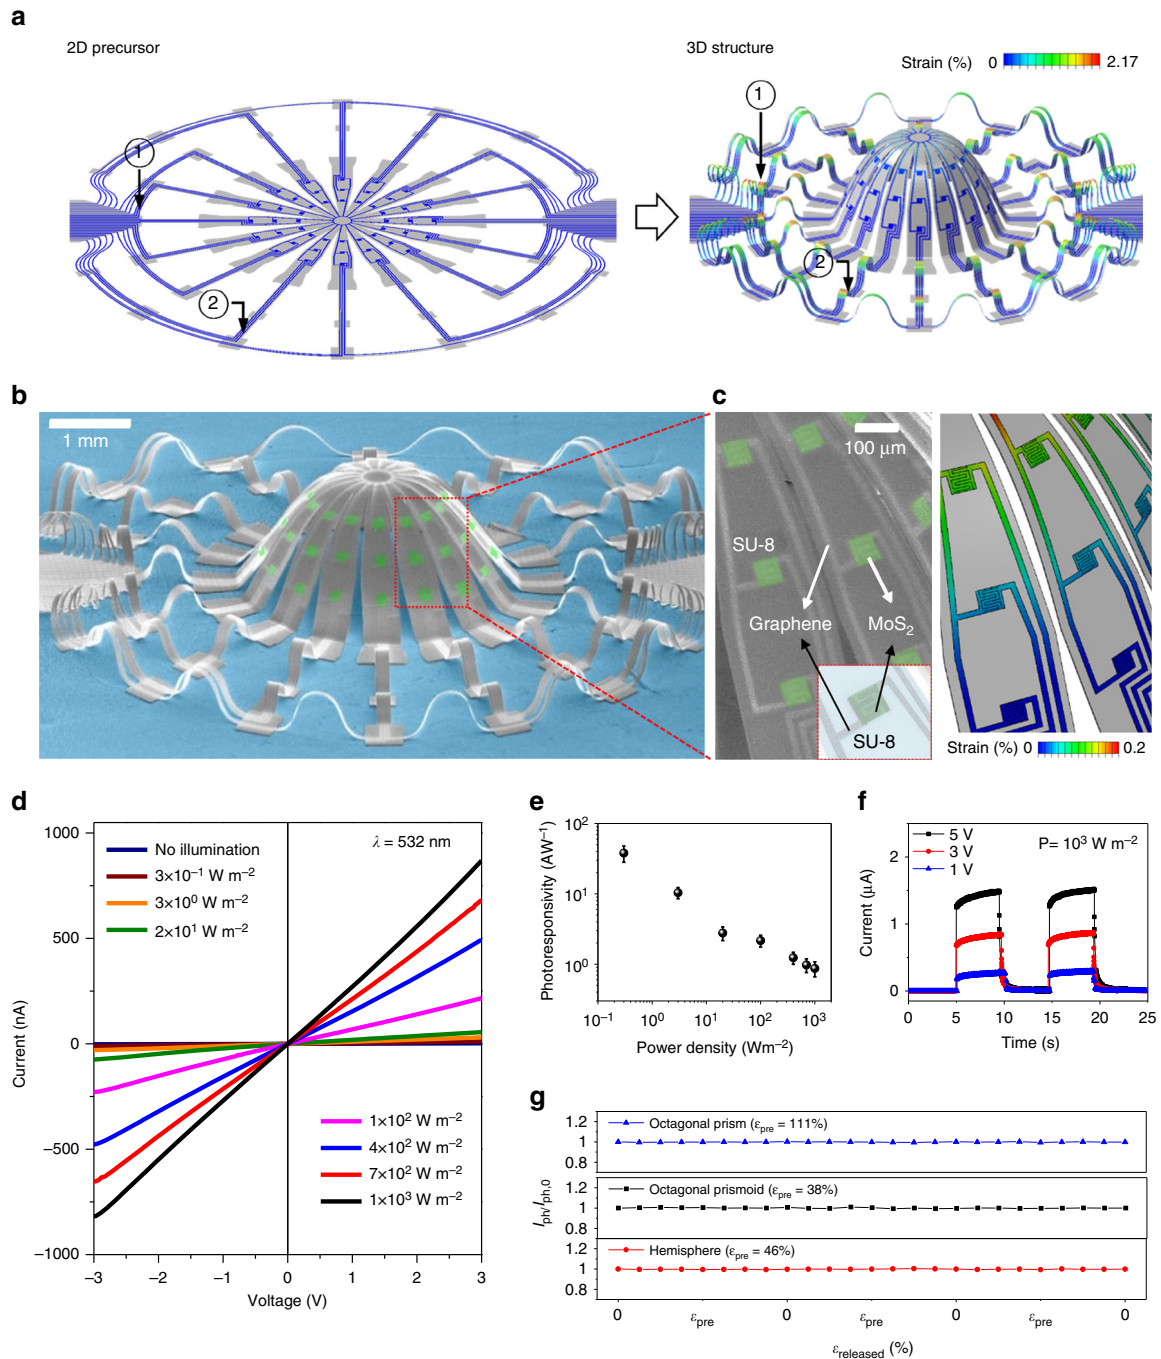 a
2D precursor
3D structure
Strain (%) 0 2.17
1
2
1
2
b
1 mm
c
100 μm
SU-8
Graphene
MoS₂
SU-8
Strain (%) 0 0.2
d
λ = 532 nm
No illumination
3×10⁻¹ W m⁻²
3×10⁰ W m⁻²
2×10¹ W m⁻²
1×10² W m⁻²
4×10² W m⁻²
7×10² W m⁻²
1×10³ W m⁻²
1000
500
0
−500
−1000
Current (nA)
−3 −2 −1 0 1 2 3
Voltage (V)
e
Photoresponsivity (AW⁻¹)
10²
10¹
10⁰
10⁻¹ 10⁰ 10¹ 10² 10³
Power density (Wm⁻²)
f
5 V
3 V
1 V
P= 10³ W m⁻²
Current (μA)
2
1
0
0 5 10 15 20 25
Time (s)
g
Octagonal prism (εpre = 111%)
1.2
1
0.8
Octagonal prismoid (εpre = 38%)
1.2
1
Hemisphere (εpre = 46%)
1.2
1
0.8
Iph/Iph,0
0 εpre 0 εpre 0 εpre 0
εreleased (%)